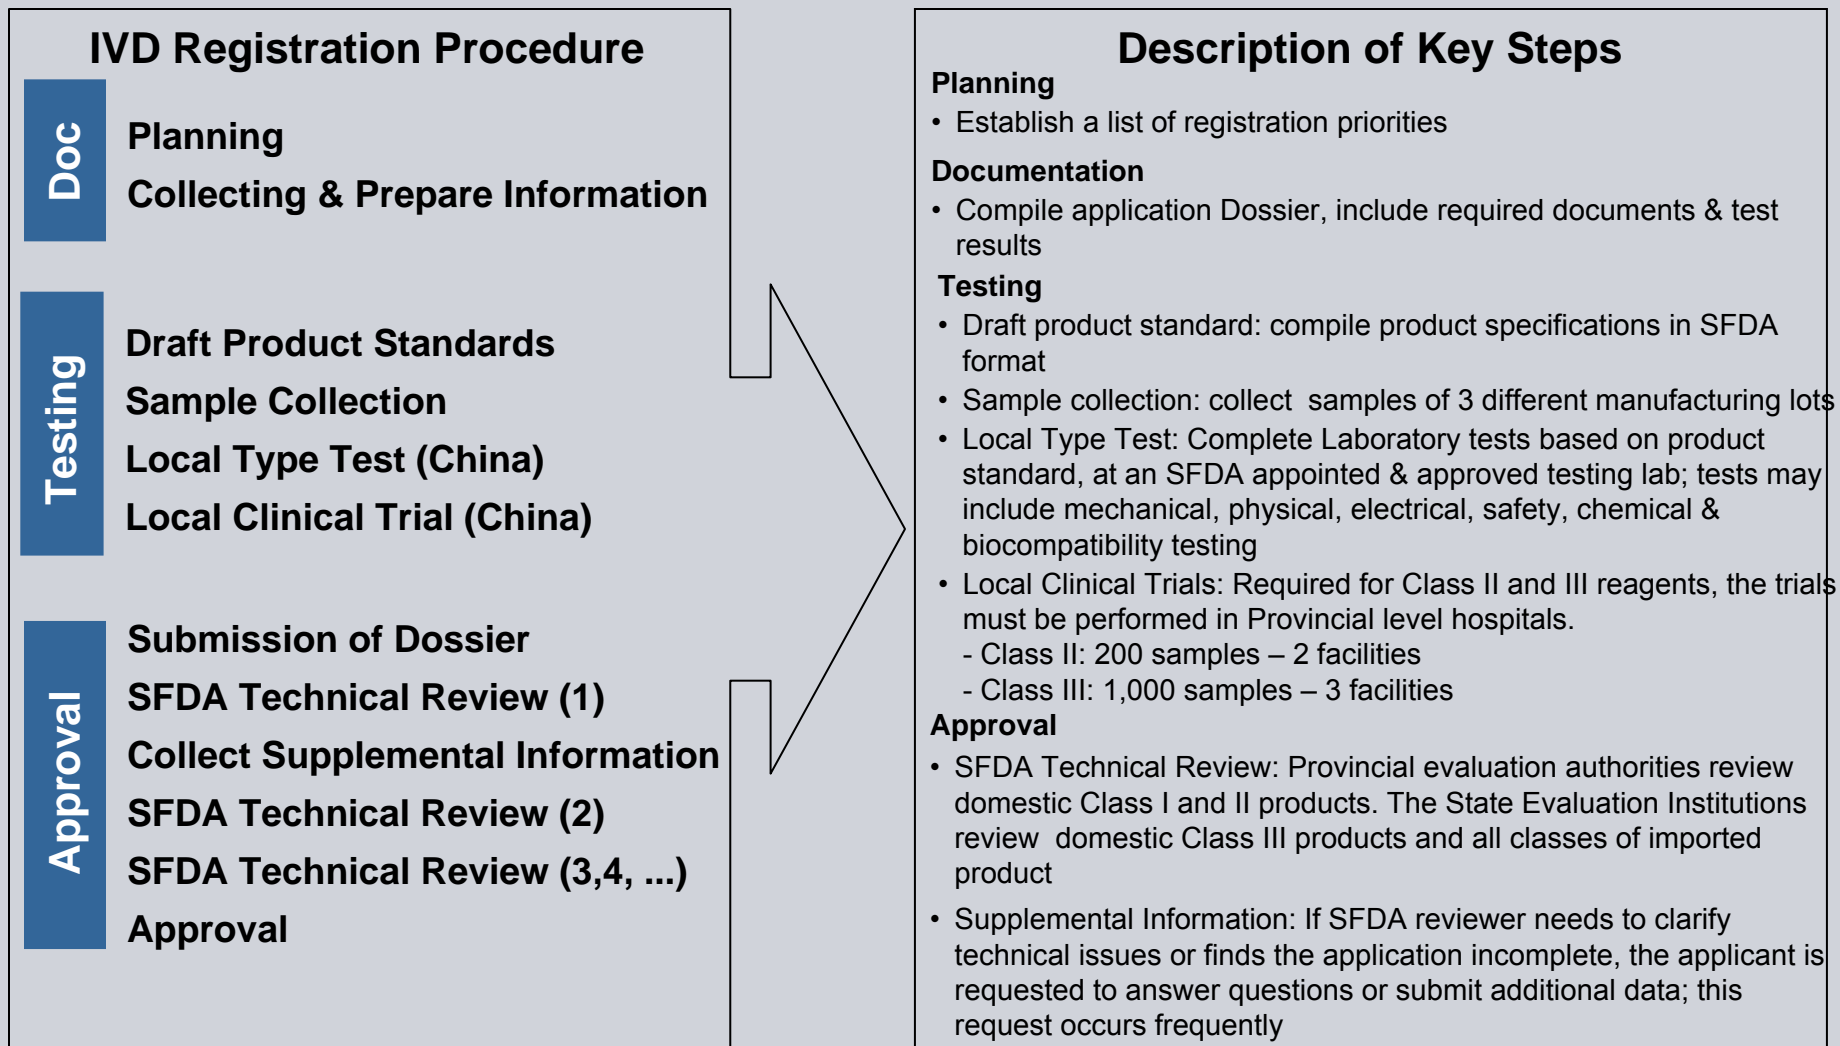 IVD Registration Procedure
Doc
Planning
Collecting & Prepare Information
Testing
Draft Product Standards
Sample Collection
Local Type Test (China)
Local Clinical Trial (China)
Approval
Submission of Dossier
SFDA Technical Review (1)
Collect Supplemental Information
SFDA Technical Review (2)
SFDA Technical Review (3,4, ...)
Approval
Description of Key Steps
Planning
• Establish a list of registration priorities
Documentation
• Compile application Dossier, include required documents & test
results
Testing
• Draft product standard: compile product specifications in SFDA
format
• Sample collection: collect  samples of 3 different manufacturing lots
• Local Type Test: Complete Laboratory tests based on product
standard, at an SFDA appointed & approved testing lab; tests may
include mechanical, physical, electrical, safety, chemical &
biocompatibility testing
• Local Clinical Trials: Required for Class II and III reagents, the trials
must be performed in Provincial level hospitals.
- Class II: 200 samples – 2 facilities
- Class III: 1,000 samples – 3 facilities
Approval
• SFDA Technical Review: Provincial evaluation authorities review
domestic Class I and II products. The State Evaluation Institutions
review  domestic Class III products and all classes of imported
product
• Supplemental Information: If SFDA reviewer needs to clarify
technical issues or finds the application incomplete, the applicant is
requested to answer questions or submit additional data; this
request occurs frequently